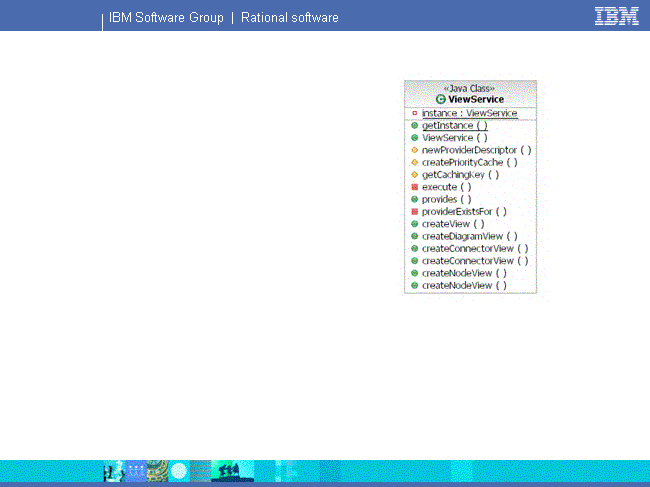 IBM Software Group | Rational software
IBM
«Java Class»
ViewService
instance : ViewService
getInstance ( )
ViewService ( )
newProviderDescriptor ( )
createPriorityCache ( )
getCachingKey ( )
execute ( )
provides ( )
providerExistsFor ( )
createView ( )
createDiagramView ( )
createConnectorView ( )
createConnectorView ( )
createNodeView ( )
createNodeView ( )